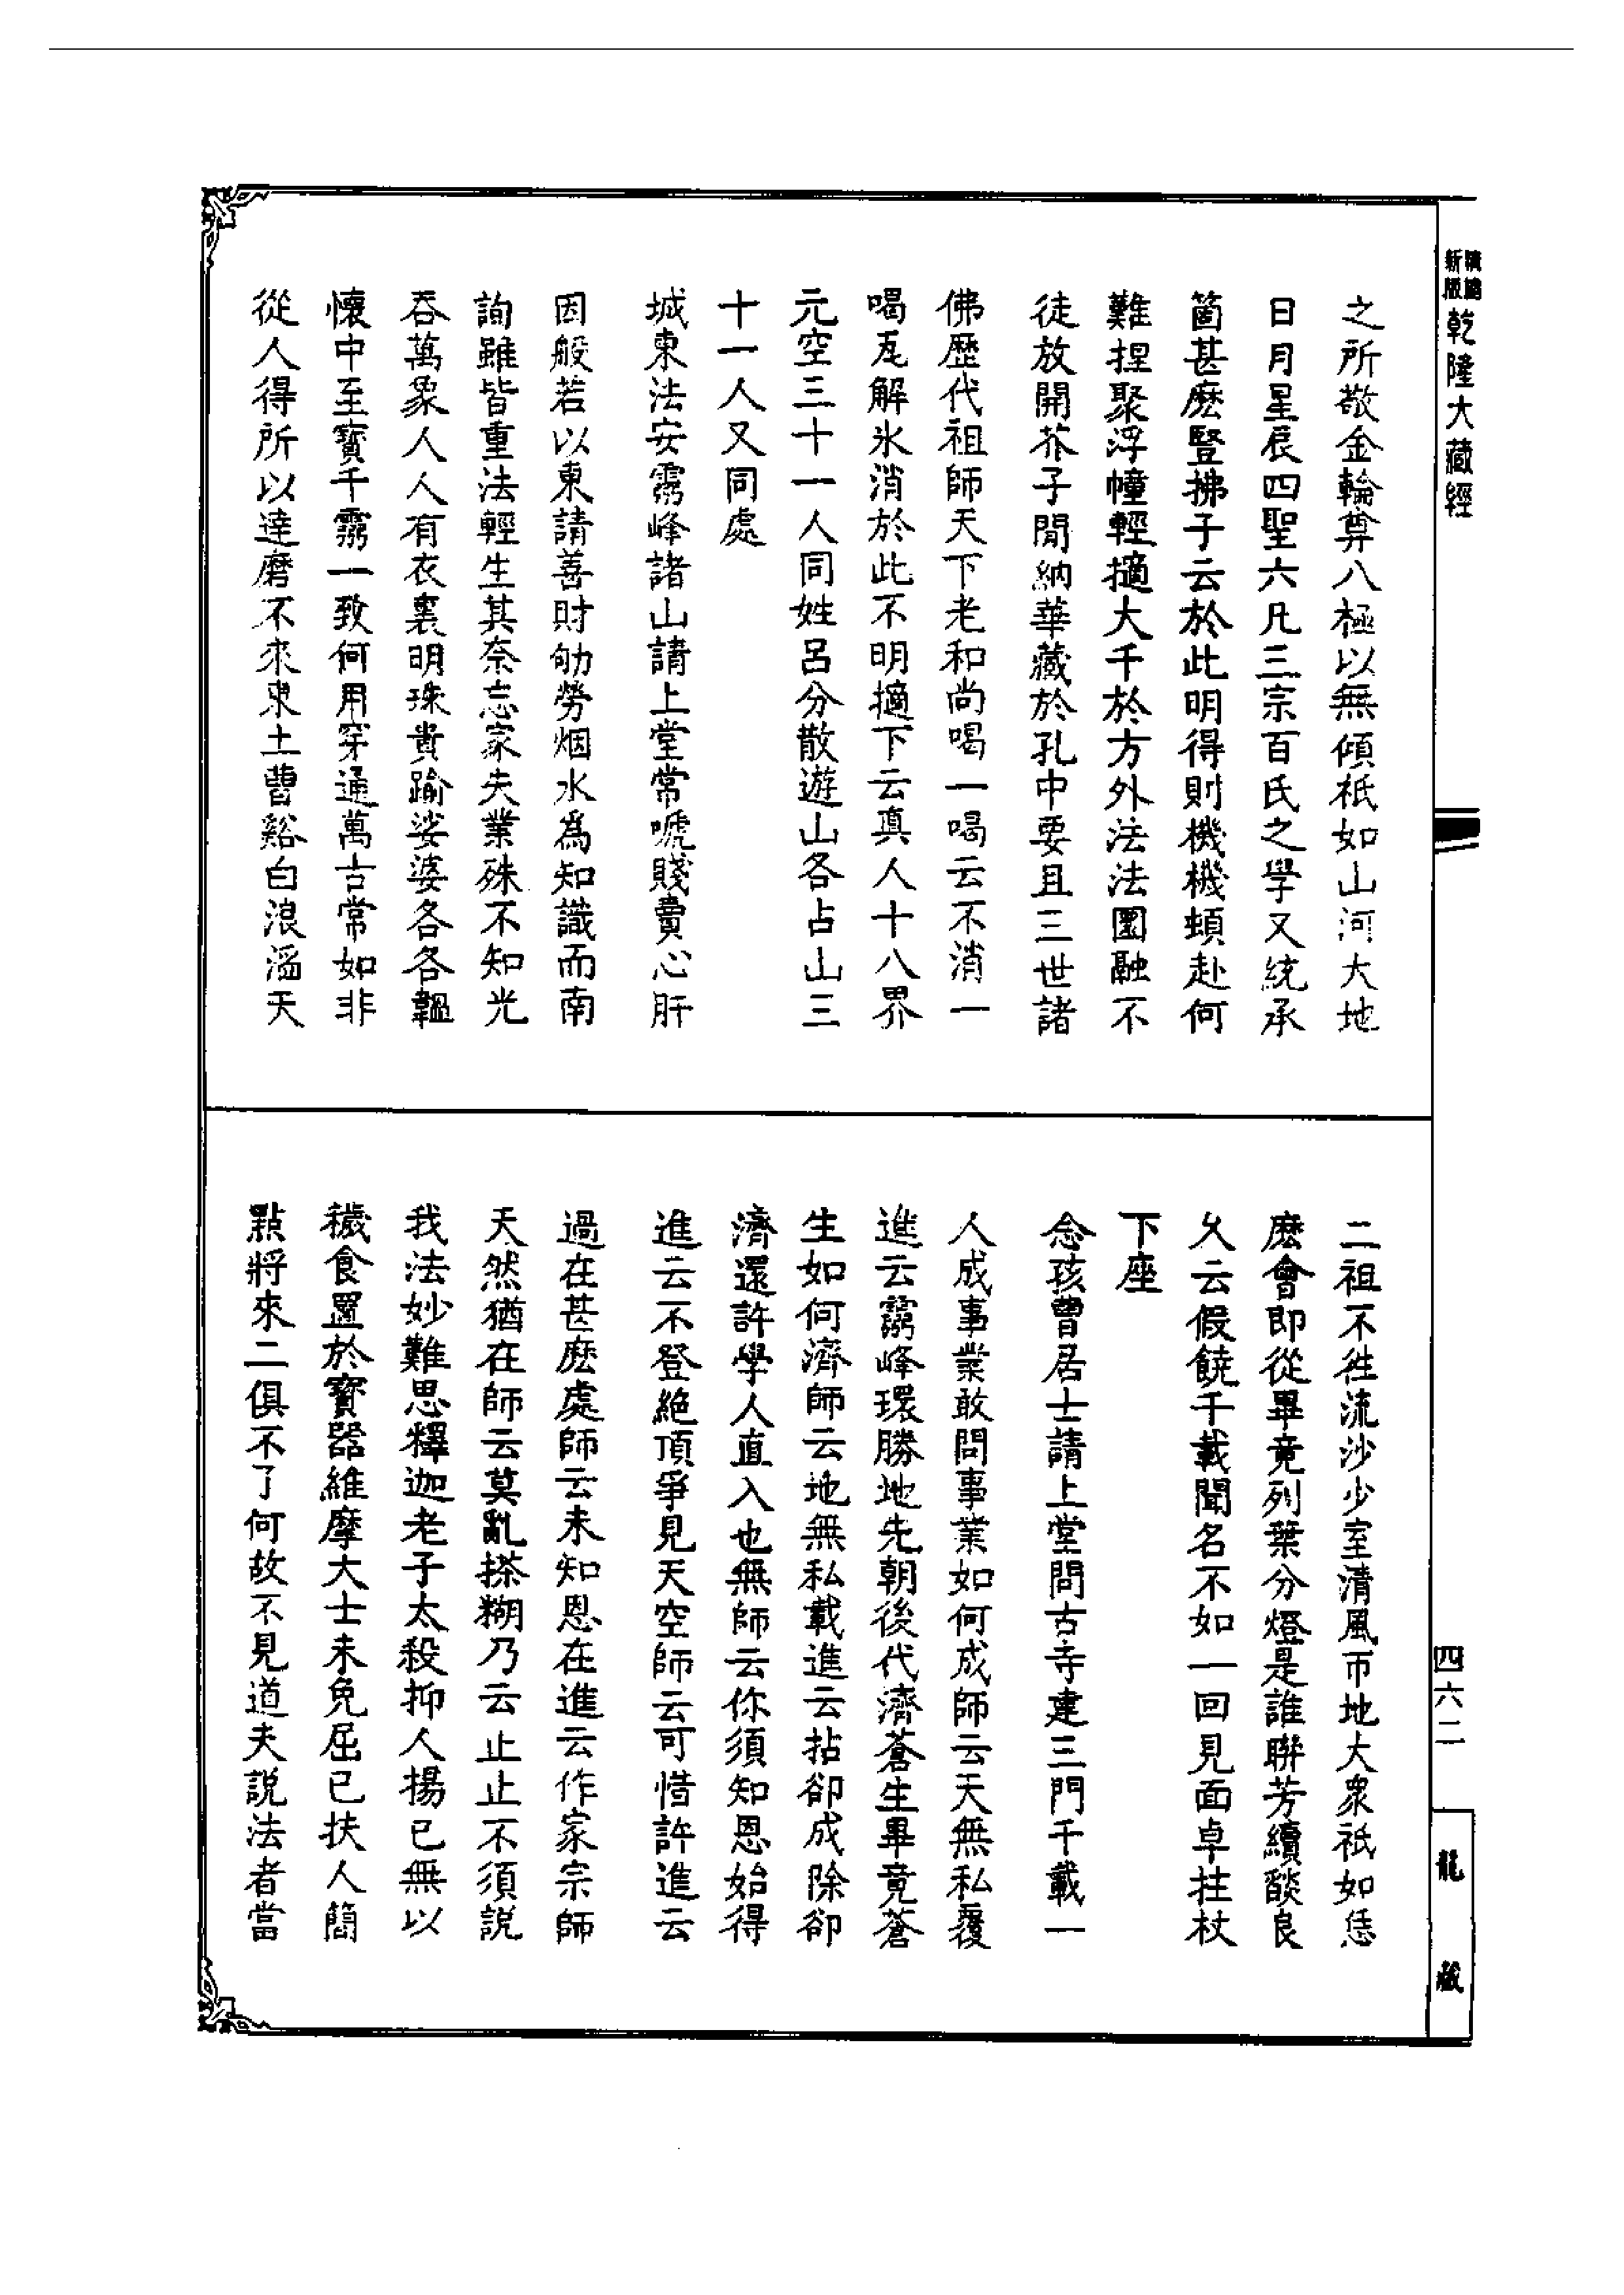 新版乾隆大藏經
之所敬金輪尊八極以無傾祇如山河大地
日月星辰四聖六凡三宗百氏之學又統承
箇甚麽豎拂子云於此明得則機機頓赴何
難捏聚浮幢輕擿大千於方外法法圓融不
徒放開芥子閒納華藏於孔中要且三世諸
佛歷代祖師天下老和尚喝一喝云不消一
喝瓦解氷消於此不明擿下云真人十八界
元空三十一人同姓呂分散遊山各占山三
十一人又同處
城東法安靈峰諸山請上堂常嘑賤賣心肝
因般若以東請善財劬勞烟水爲知識而南
詢雖皆重法輕生其奈忘家失業殊不知光
吞萬象人人有衣裏明珠貴踰娑婆各各韞
懷中至寶千靈一致何用穿通萬古常如非
從人得所以達磨不來東土曹谿白浪滔天
二祖不徃流沙少室清風帀地大衆祇如恁
麽會即從畢竟列葉分燈是誰聯芳續燄良
乆云假饒千載聞名不如一回見面卓拄杖
下座
念孩曹居士請上堂問古寺建三門千載一
人成事業敢問事業如何成師云天無私覆
進云靈峰環勝地先朝後代濟蒼生畢竟蒼
生如何濟師云地無私載進云拈卻成除卻
濟還許學人直入也無師云你須知恩始得
進云不登絶頂爭見天空師云可惜許進云
過在甚麽處師云未知恩在進云作家宗師
天然猶在師云莫亂搽糊乃云止止不須説
我法妙難思釋迦老子太殺抑人揚已無以
穢食置於寶器維摩大士未免屈已扶人簡
點將來二俱不了何故不見道夫説法者當
四六二
龍藏